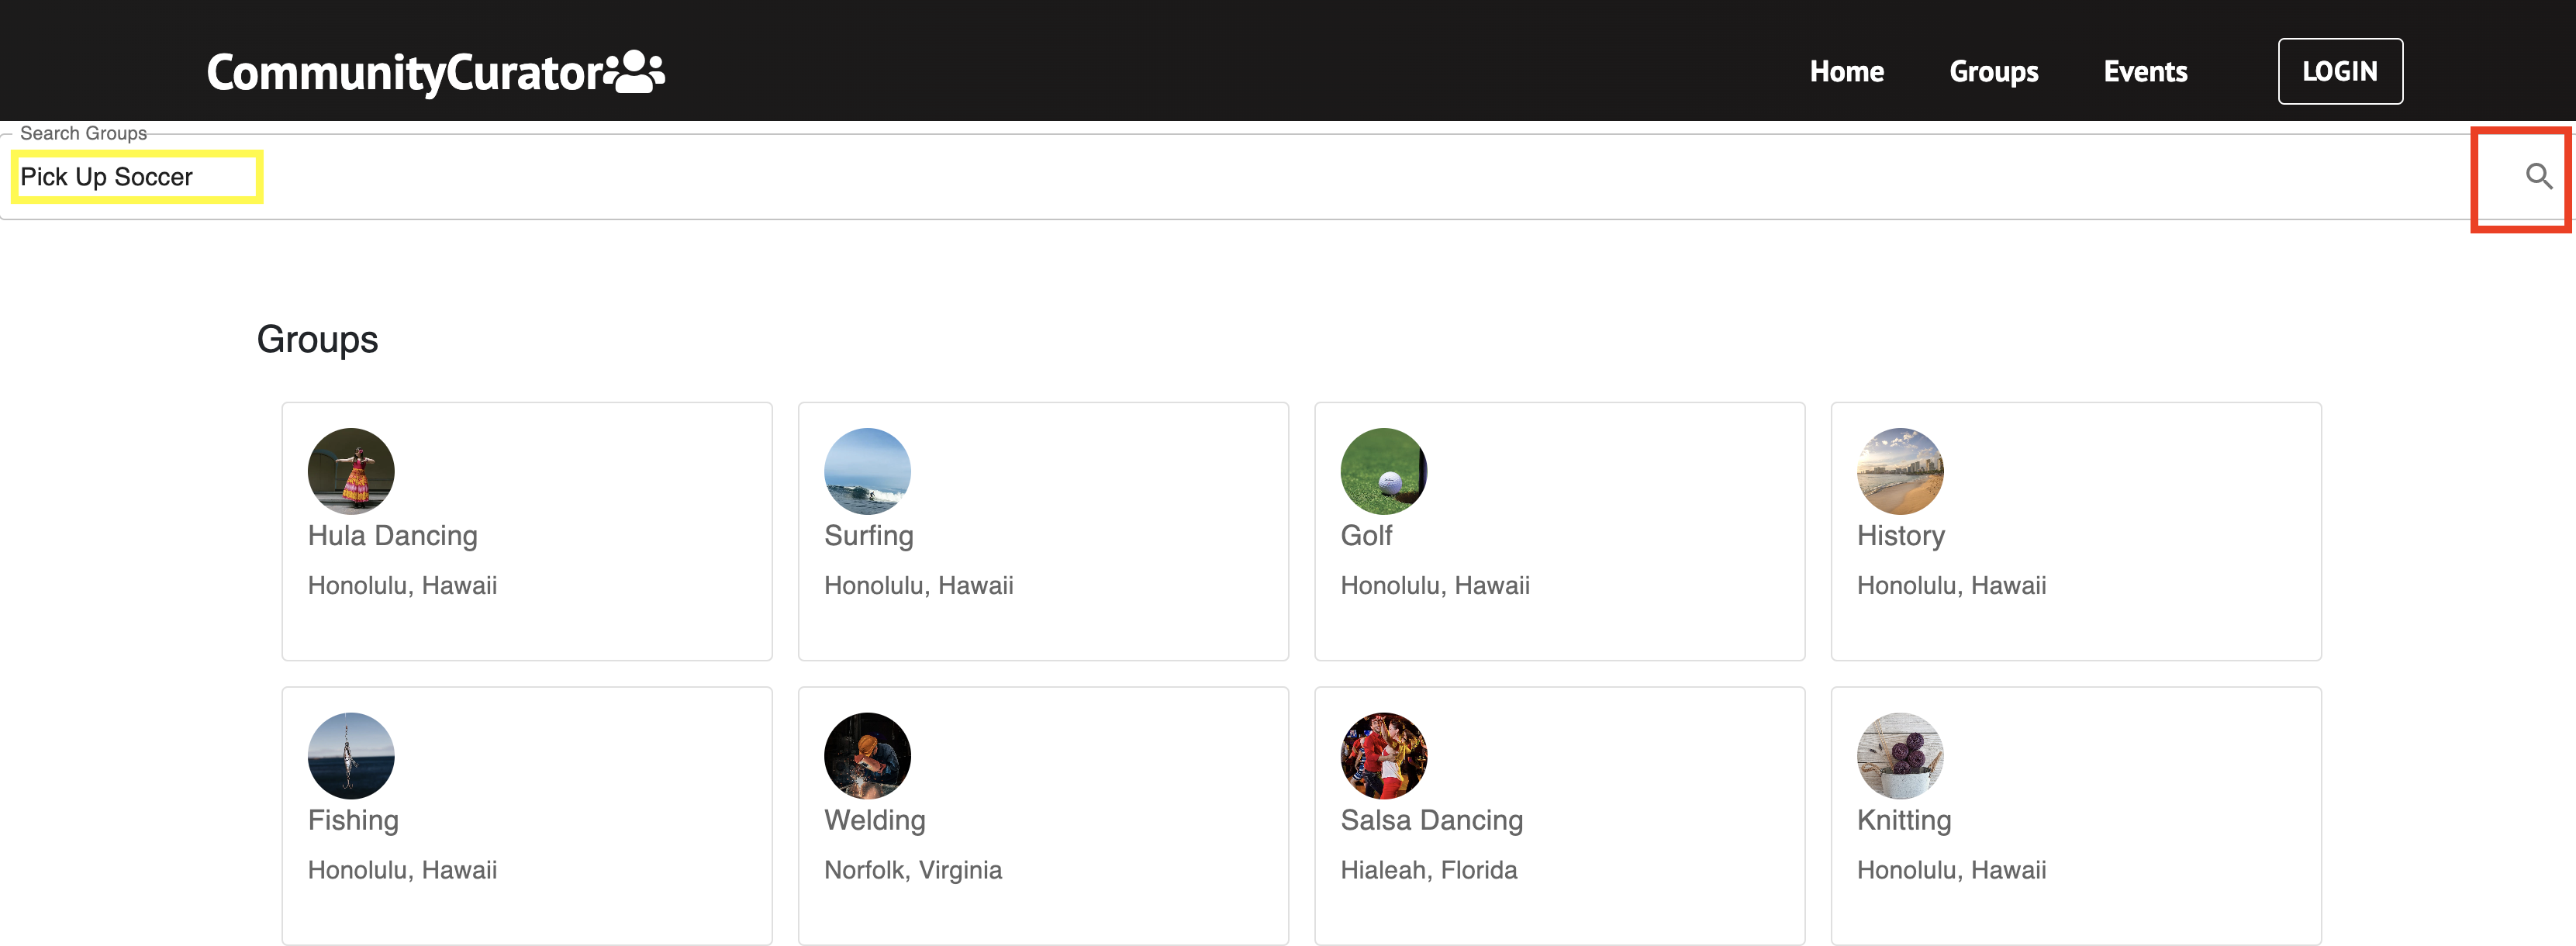 CommunityCurator
Home Groups Events LOGIN
Search Groups
Pick Up Soccer
Groups
Hula Dancing
Honolulu, Hawaii
Surfing
Honolulu, Hawaii
Golf
Honolulu, Hawaii
History
Honolulu, Hawaii
Fishing
Honolulu, Hawaii
Welding
Norfolk, Virginia
Salsa Dancing
Hialeah, Florida
Knitting
Honolulu, Hawaii